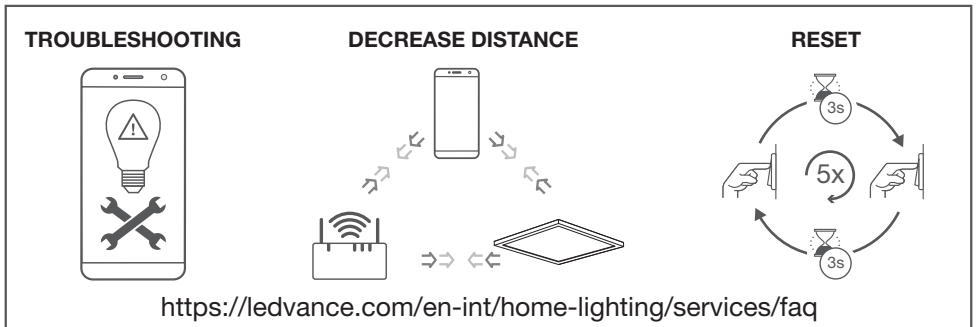 TROUBLESHOOTING
DECREASE DISTANCE
RESET
3s
5x
3s
https://ledvance.com/en-int/home-lighting/services/faq